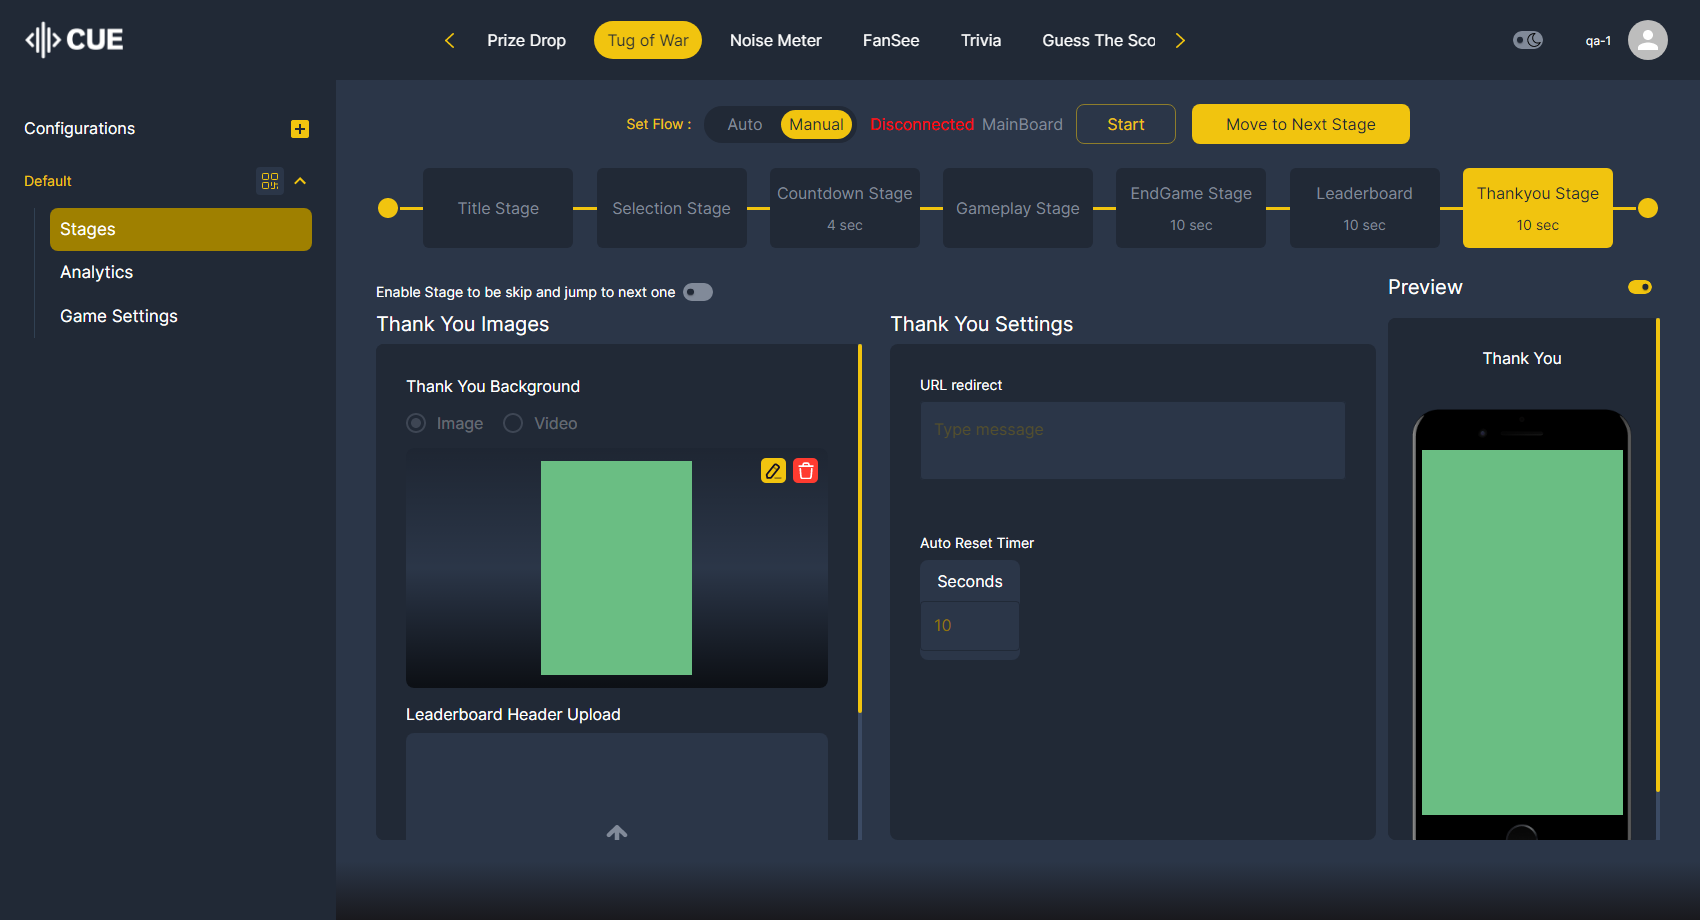 CUE
Prize Drop
Tug of War
Noise Meter
FanSee
Trivia
Guess The Sco
qa-1
Configurations
Default
Stages
Analytics
Game Settings
Set Flow :
Auto
Manual
Disconnected MainBoard
Start
Move to Next Stage
Title Stage
Selection Stage
Countdown Stage
4 sec
Gameplay Stage
EndGame Stage
10 sec
Leaderboard
10 sec
Thankyou Stage
10 sec
Enable Stage to be skip and jump to next one
Thank You Images
Thank You Background
Image
Video
Leaderboard Header Upload
Thank You Settings
URL redirect
Type message
Auto Reset Timer
Seconds
10
Preview
Thank You